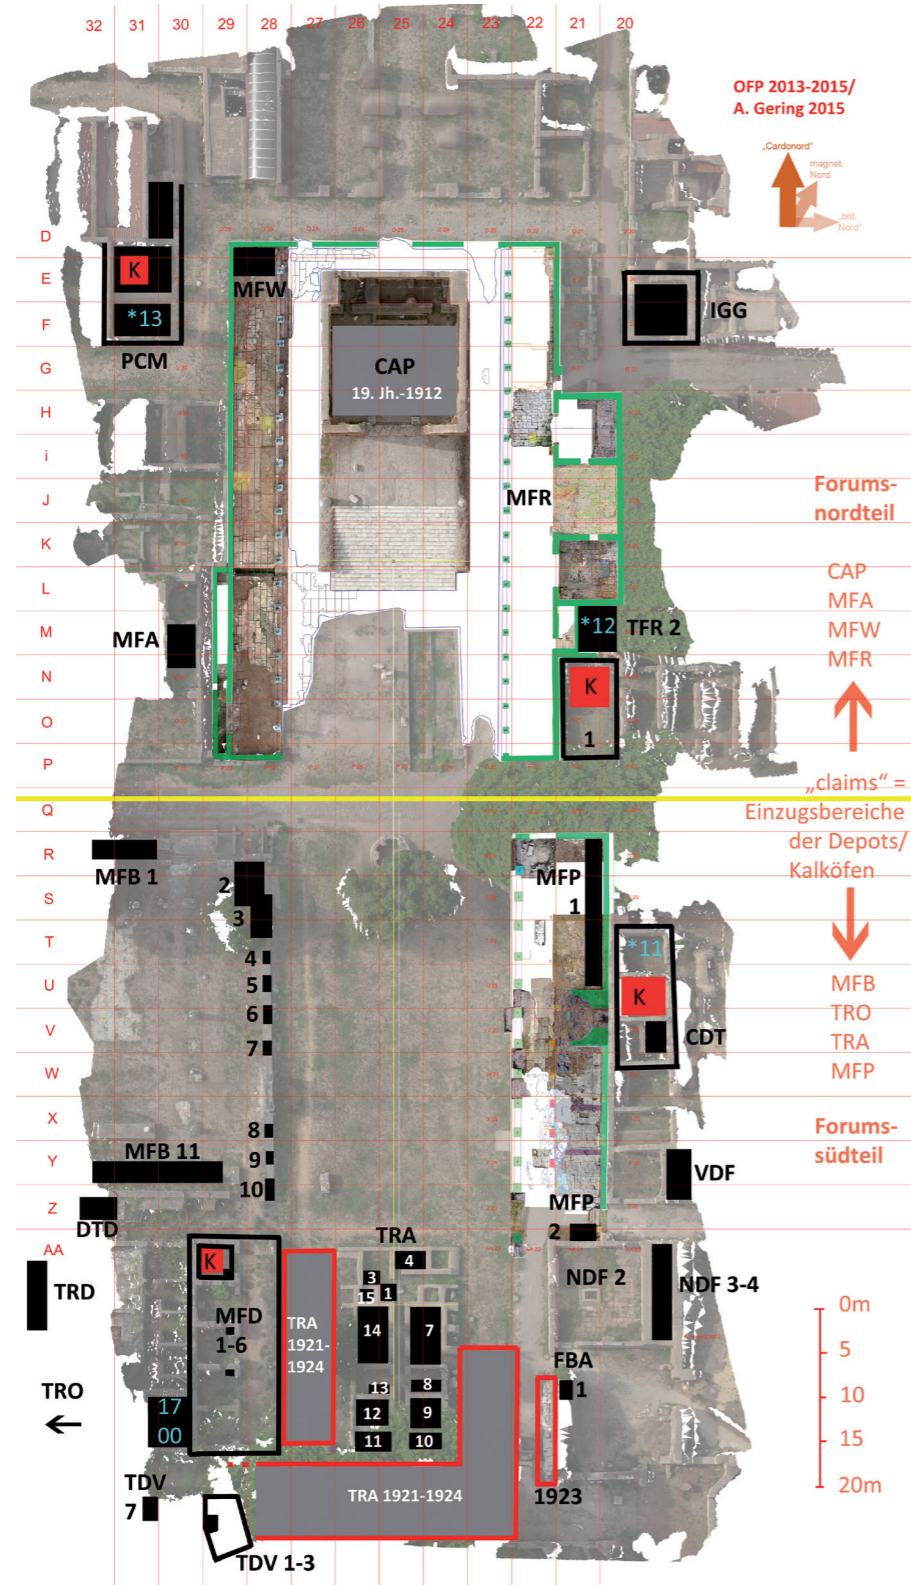 32 31 30 29 28 27 26 25 24 23 22 21 20
OFP 2013-2015/
A. Gering 2015
„Cardonord"
magnet.
Nord
„brit.
Nord"
D
E
F
G
H
i
J
K
L
M
N
O
P
Q
R
S
T
U
V
W
X
Y
Z
AA
K
*13
PCM
MFW
CAP
19. Jh.-1912
IGG
MFR
MFA
*12
TFR 2
K
1
Forums-
nordteil
CAP
MFA
MFW
MFR
„claims" =
Einzugsbereiche
der Depots/
Kalköfen
MFB
TRO
TRA
MFP
Forums-
südteil
MFB 1
2
3
4
5
6
7
8
9
10
MFP
1
*11
K
CDT
MFB 11
DTD
VDF
MFP
2
TRD
K
MFD
1-6
TRA
1921-
1924
TRA
4
3
15
1
14
7
13
8
12
9
11
10
NDF 2
NDF 3-4
FBA
1
1923
TRO
17
00
TDV
7
TDV 1-3
TRA 1921-1924
0m
5
10
15
20m